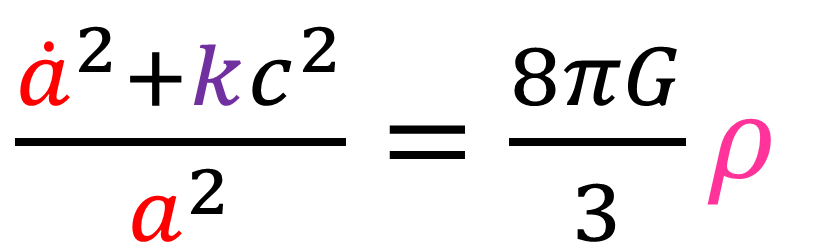 (ȧ² + kc²) / a² = (8πG / 3) ρ